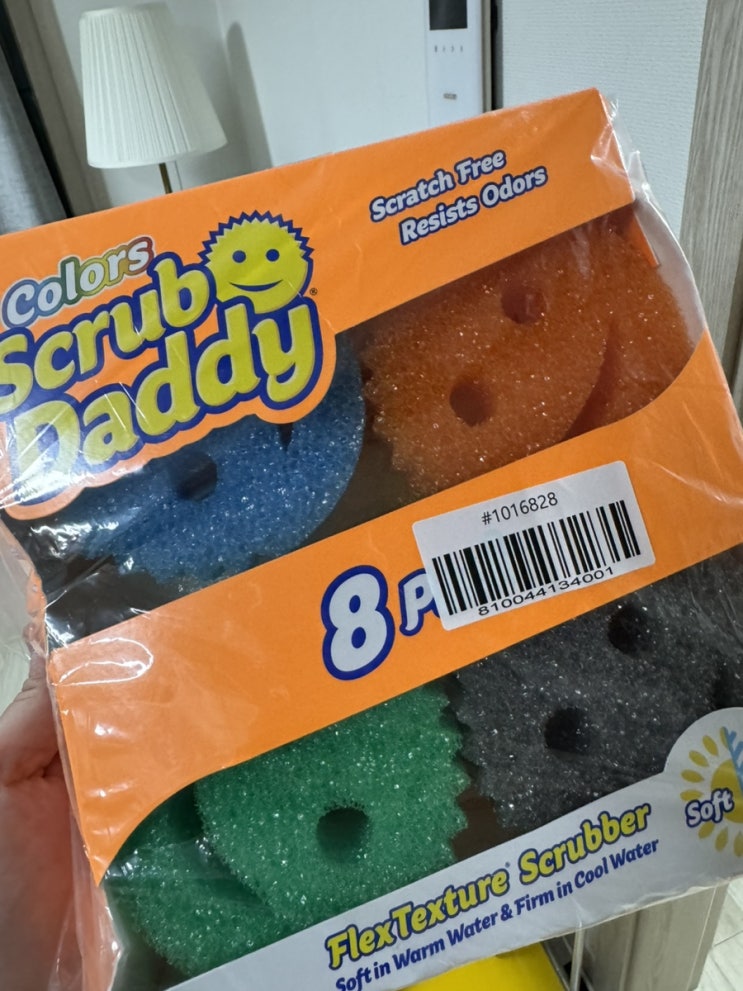 Scratch Free
Resists Odors
Colors
Scrub
Daddy
®
#1016828
810044134001
8
Soft
FlexTexture® Scrubber
Soft in Warm Water & Firm in Cool Water